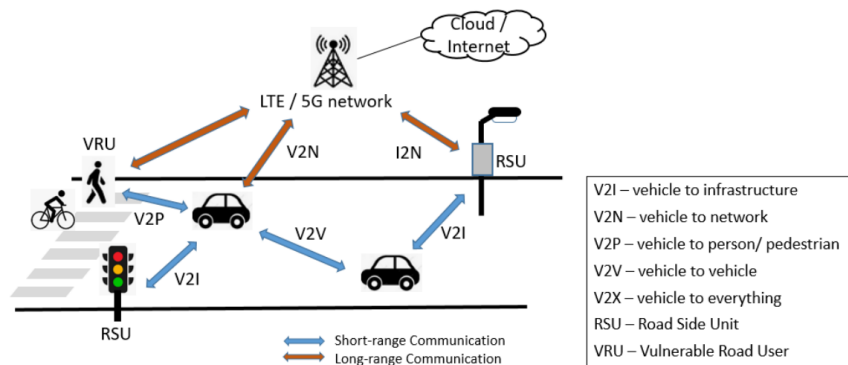 Cloud /
Internet
LTE / 5G network
VRU
V2N
I2N
RSU
V2P
V2V
V2I
V2I
RSU
Short-range Communication
Long-range Communication
V2I – vehicle to infrastructure
V2N – vehicle to network
V2P – vehicle to person/ pedestrian
V2V – vehicle to vehicle
V2X – vehicle to everything
RSU – Road Side Unit
VRU – Vulnerable Road User